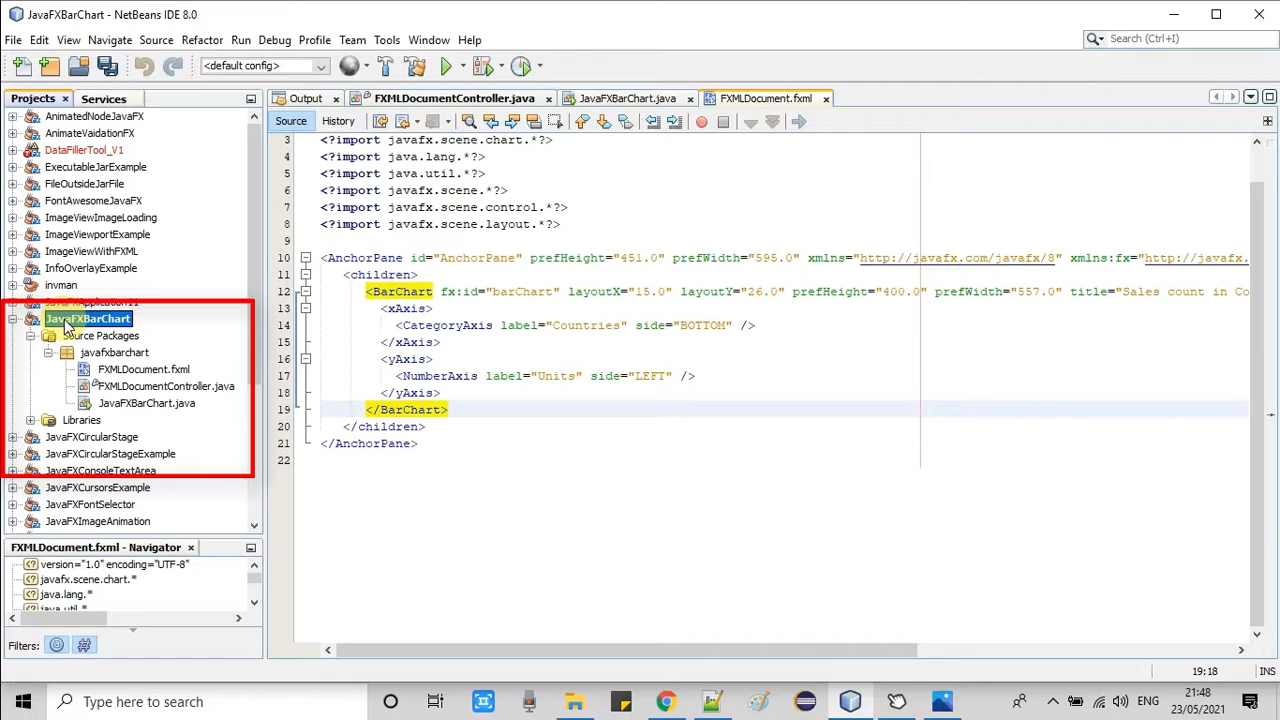 JavaFXBarChart - NetBeans IDE 8.0
File Edit View Navigate Source Refactor Run Debug Profile Team Tools Window Help
Search (Ctrl+I)
<default config>
Projects
Services
AnimatedNodeJavaFX
AnimateVaidationFX
DataFillerTool_V1
ExecutableJarExample
FileOutsideJarFile
FontAwesomeJavaFX
ImageViewImageLoading
ImageviewportExample
ImageViewWithFXML
InfoOverlayExample
invman
JavaFXApplication11
JavaFXBarChart
Source Packages
javafxbarchart
FXMLDocument.fxml
FXMLDocumentController.java
JavaFXBarChart.java
Libraries
JavaFXCircularStage
JavaFXCircularStageExample
JavaFXConsoleTextArea
JavaFXCursorsExample
JavaFXFontSelector
JavaFXImageAnimation
FXMLDocument.fxml - Navigator
version="1.0" encoding="UTF-8"
javafx.scene.chart.*
java.lang.*
java.util.*
Filters:
Output
FXMLDocumentController.java
JavaFXBarChart.java
FXMLDocument.fxml
Source
History
3 <?import javafx.scene.chart.*?>
4 <?import java.lang.*?>
5 <?import java.util.*?>
6 <?import javafx.scene.*?>
7 <?import javafx.scene.control.*?>
8 <?import javafx.scene.layout.*?>
9
10 <AnchorPane id="AnchorPane" prefHeight="451.0" prefWidth="595.0" xmlns="http://javafx.com/javafx/8" xmlns:fx="http://javafx.
11 <children>
12 <BarChart fx:id="barChart" layoutX="15.0" layoutY="26.0" prefHeight="400.0" prefWidth="557.0" title="Sales count in Co
13 <xAxis>
14 <CategoryAxis label="Countries" side="BOTTOM" />
15 </xAxis>
16 <yAxis>
17 <NumberAxis label="Units" side="LEFT" />
18 </yAxis>
19 </BarChart>
20 </children>
21 </AnchorPane>
22
19:18
INS
Type here to search
ENG
21:48
23/05/2021